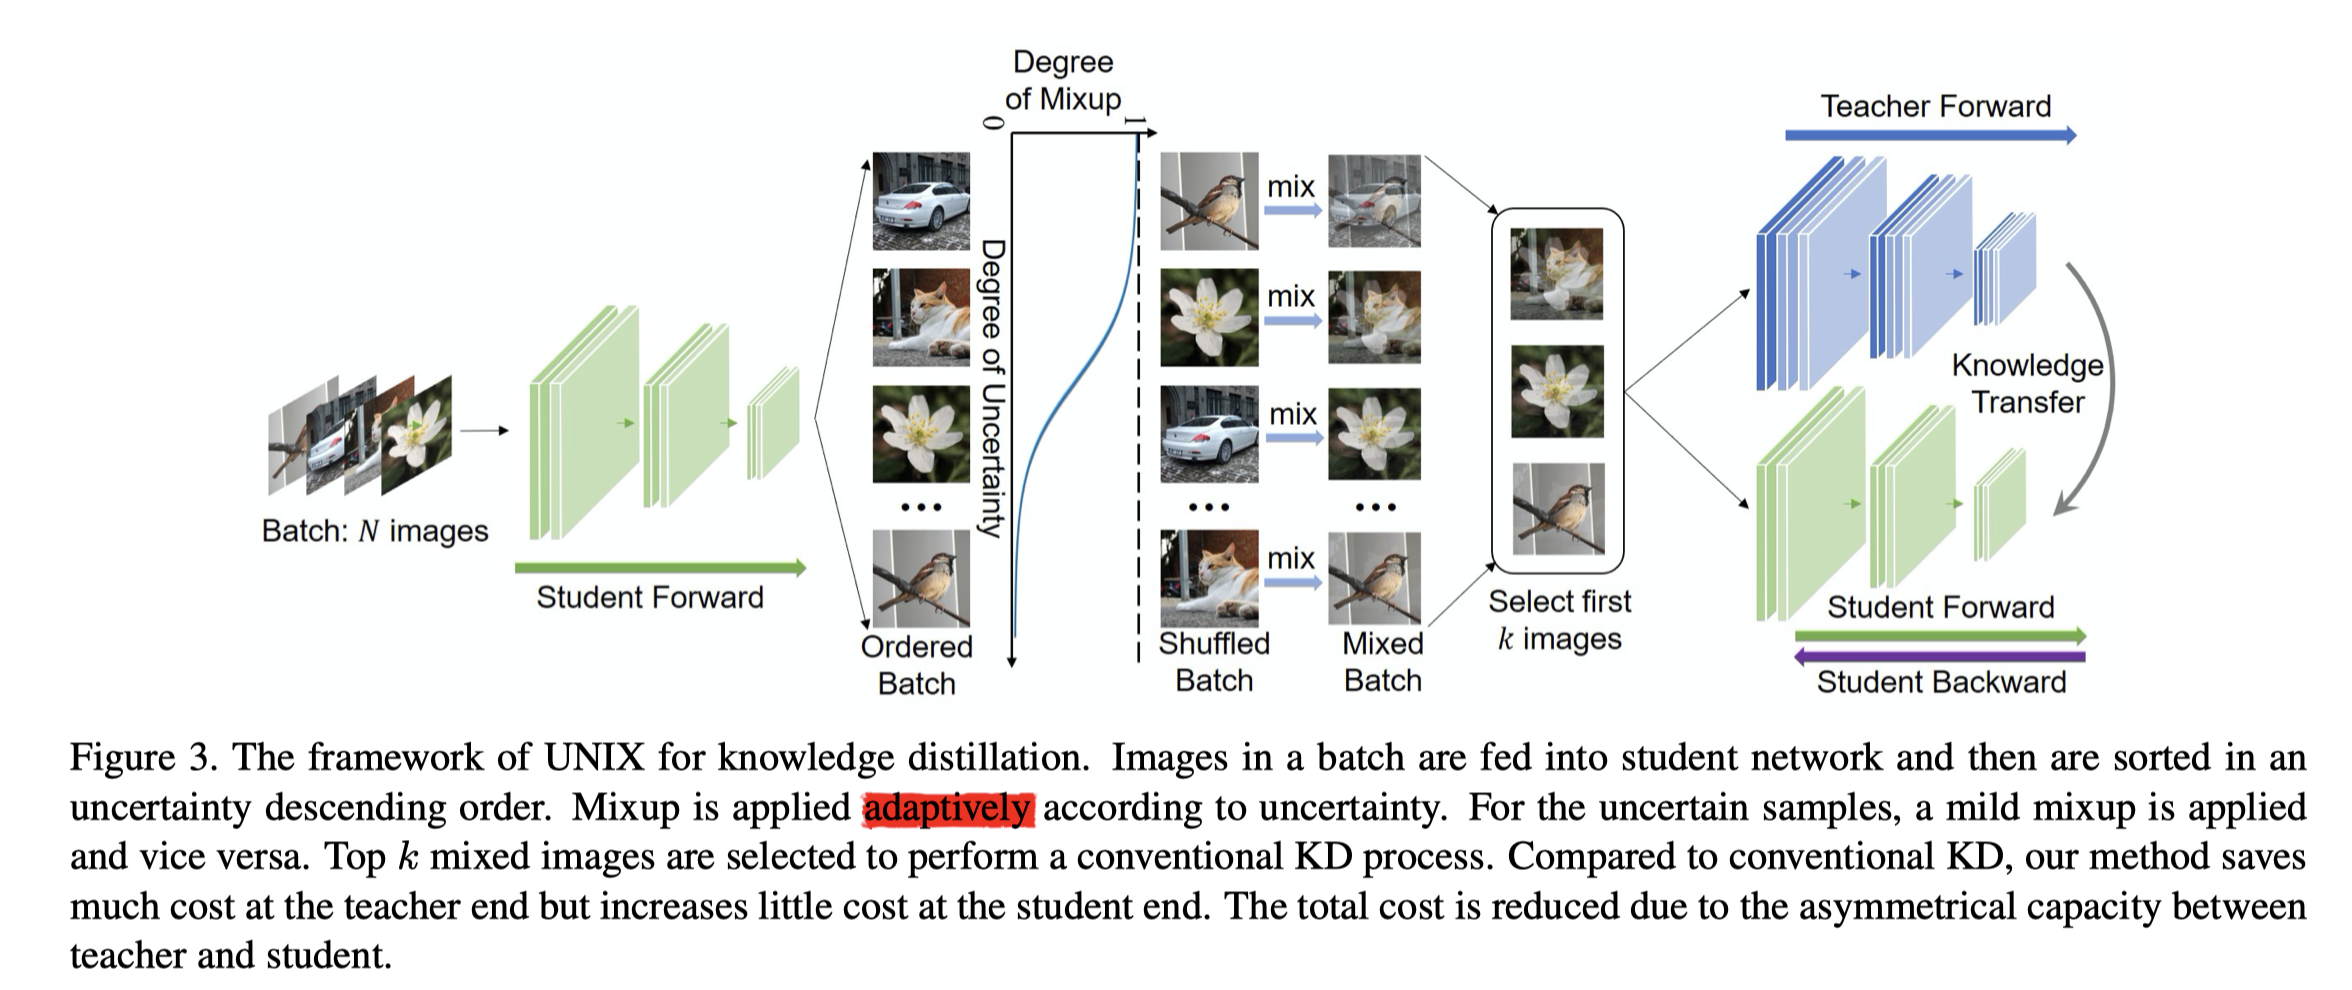 Degree
of Mixup
0
1
Degree of Uncertainty
Batch: N images
Student Forward
Ordered
Batch
mix
mix
mix
mix
Shuffled
Batch
Mixed
Batch
Select first
k images
Teacher Forward
Knowledge
Transfer
Student Forward
Student Backward
Figure 3. The framework of UNIX for knowledge distillation. Images in a batch are fed into student network and then are sorted in an
uncertainty descending order. Mixup is applied adaptively according to uncertainty. For the uncertain samples, a mild mixup is applied
and vice versa. Top k mixed images are selected to perform a conventional KD process. Compared to conventional KD, our method saves
much cost at the teacher end but increases little cost at the student end. The total cost is reduced due to the asymmetrical capacity between
teacher and student.